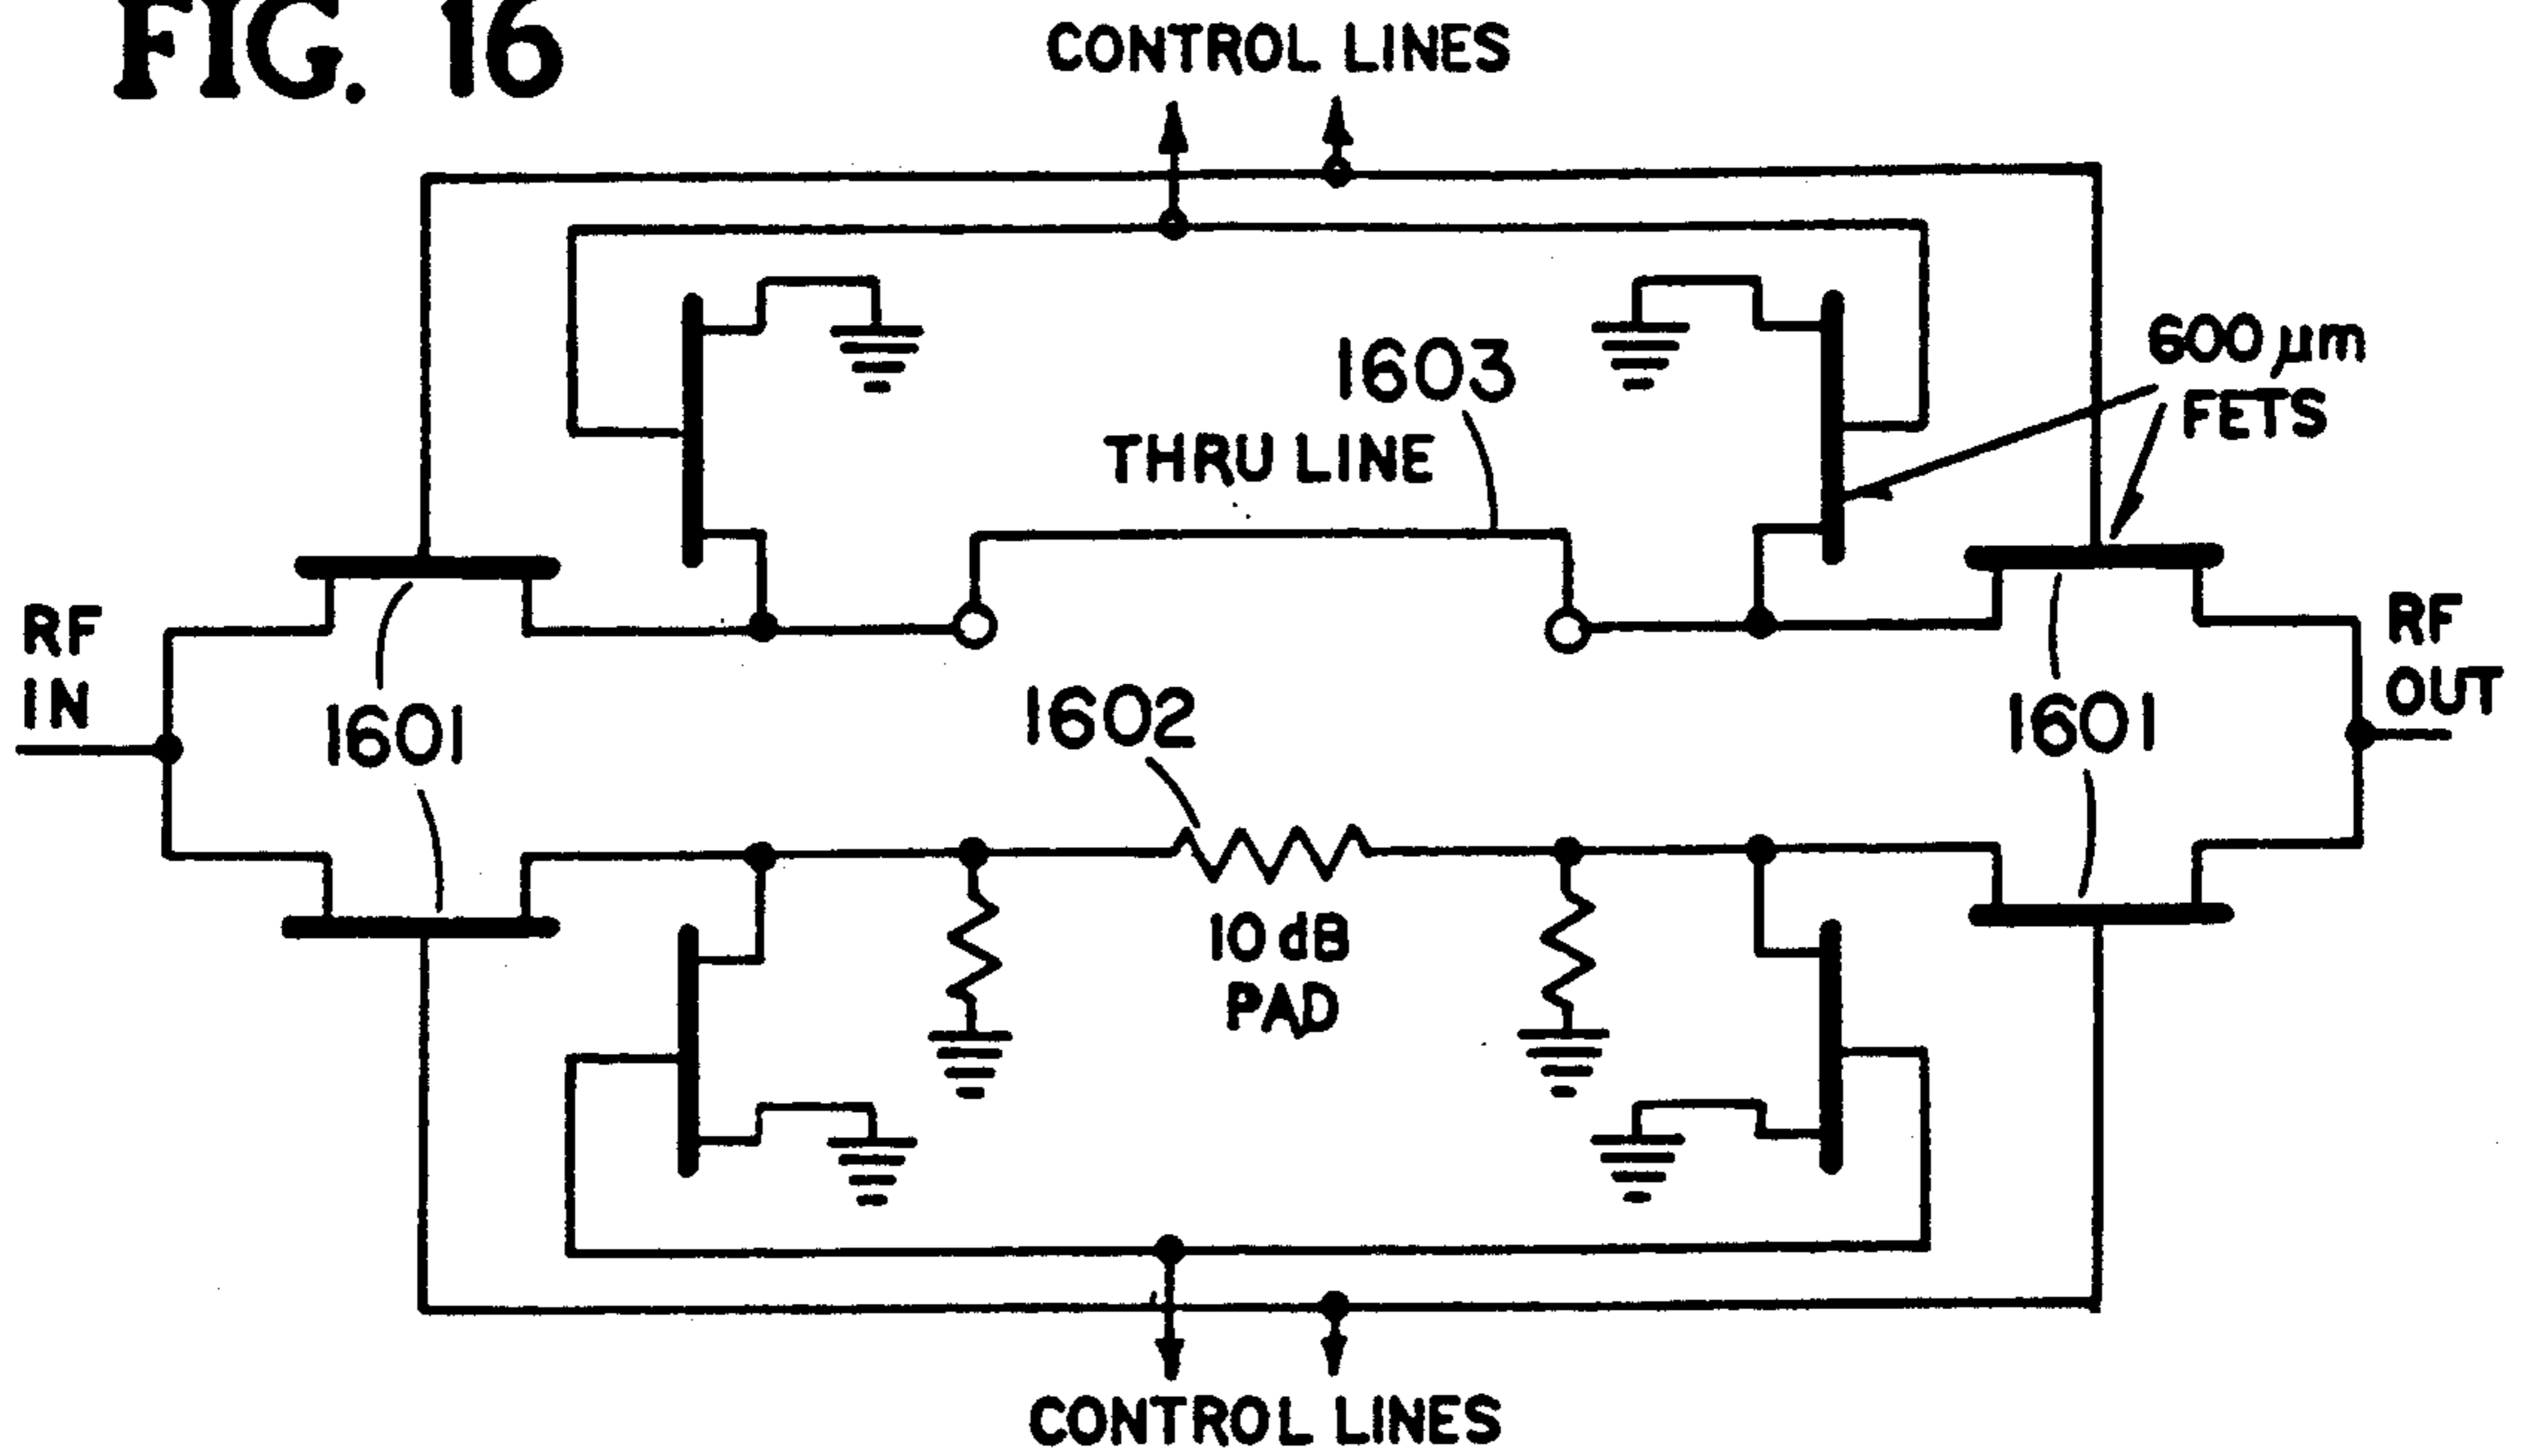 FIG. 16
CONTROL LINES
600 μm
FETS
1603
THRU LINE
RF
IN
1601
1602
10 dB
PAD
1601
RF
OUT
CONTROL LINES